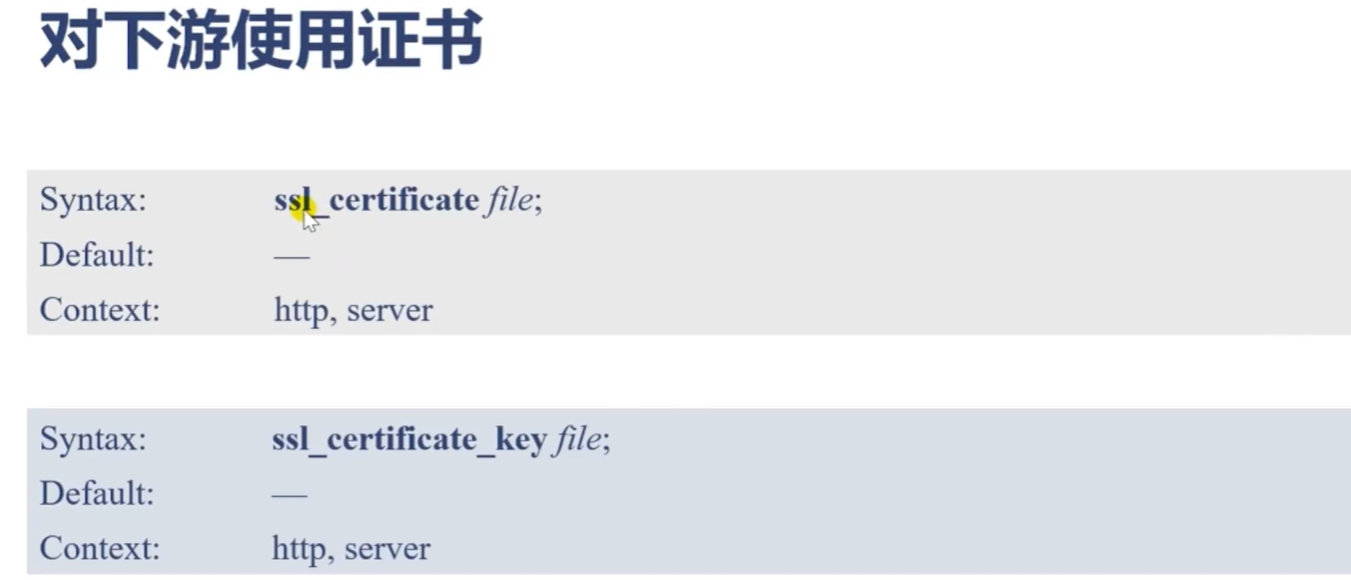 对下游使用证书
Syntax: ssl_certificate file;
Default: —
Context: http, server
Syntax: ssl_certificate_key file;
Default: —
Context: http, server